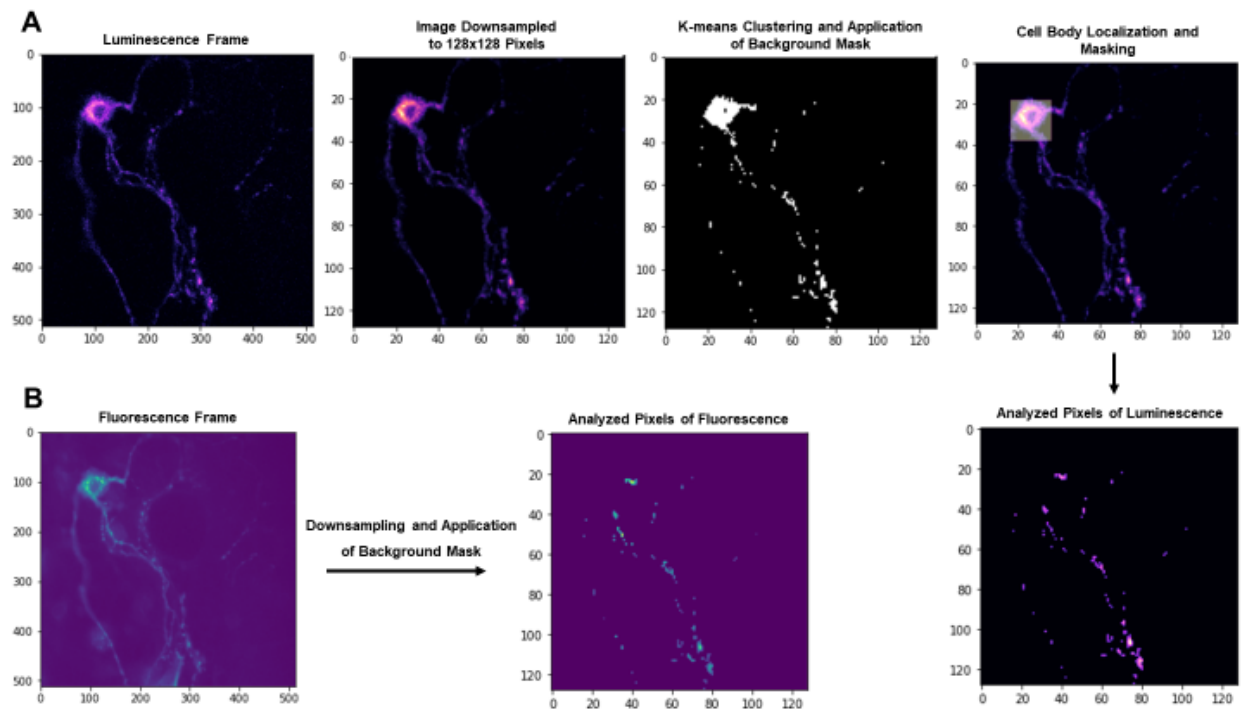 A
Luminescence Frame
0
100
200
300
400
500
0 100 200 300 400 500
Image Downsampled
to 128x128 Pixels
0
20
40
60
80
100
120
0 20 40 60 80 100 120
K-means Clustering and Application
of Background Mask
0
20
40
60
80
100
120
0 20 40 60 80 100 120
Cell Body Localization and
Masking
0
20
40
60
80
100
120
0 20 40 60 80 100 120
B
Fluorescence Frame
0
100
200
300
400
500
0 100 200 300 400 500
Downsampling and Application
of Background Mask
Analyzed Pixels of Fluorescence
0
20
40
60
80
100
120
0 20 40 60 80 100 120
Analyzed Pixels of Luminescence
0
20
40
60
80
100
120
0 20 40 60 80 100 120